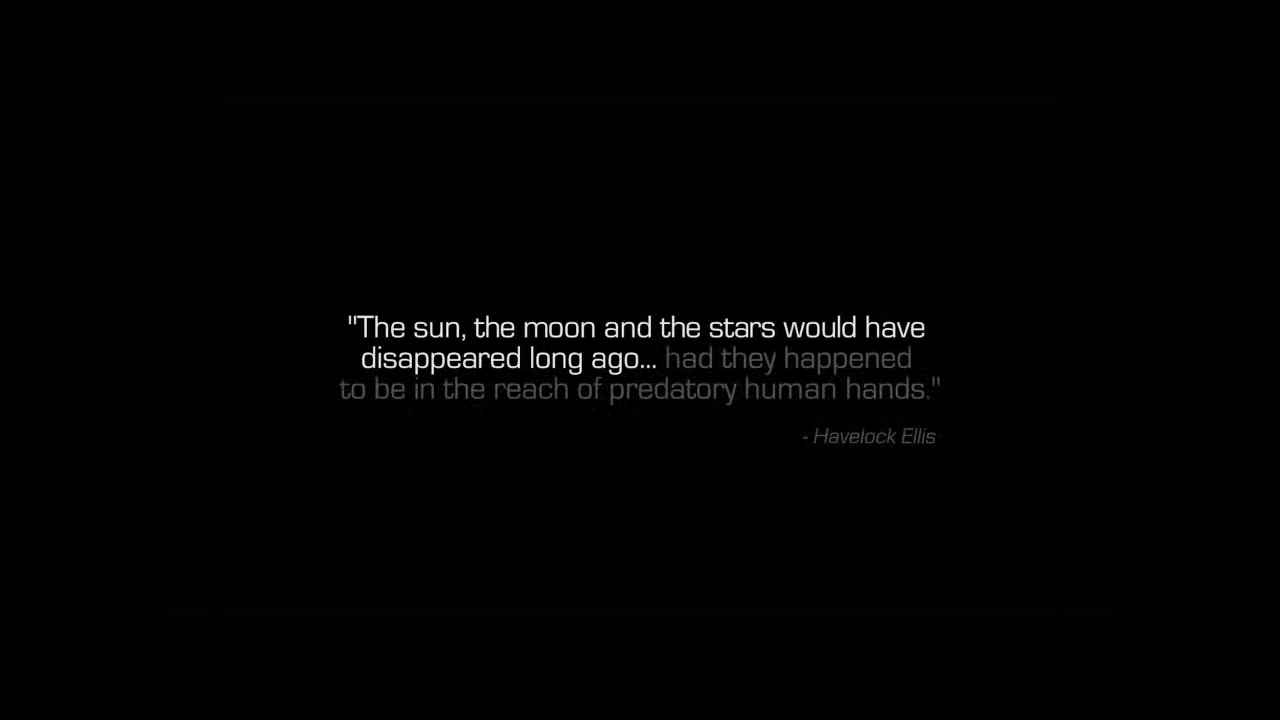 "The sun, the moon and the stars would have
disappeared long ago... had they happened
to be in the reach of predatory human hands."
- Havelock Ellis